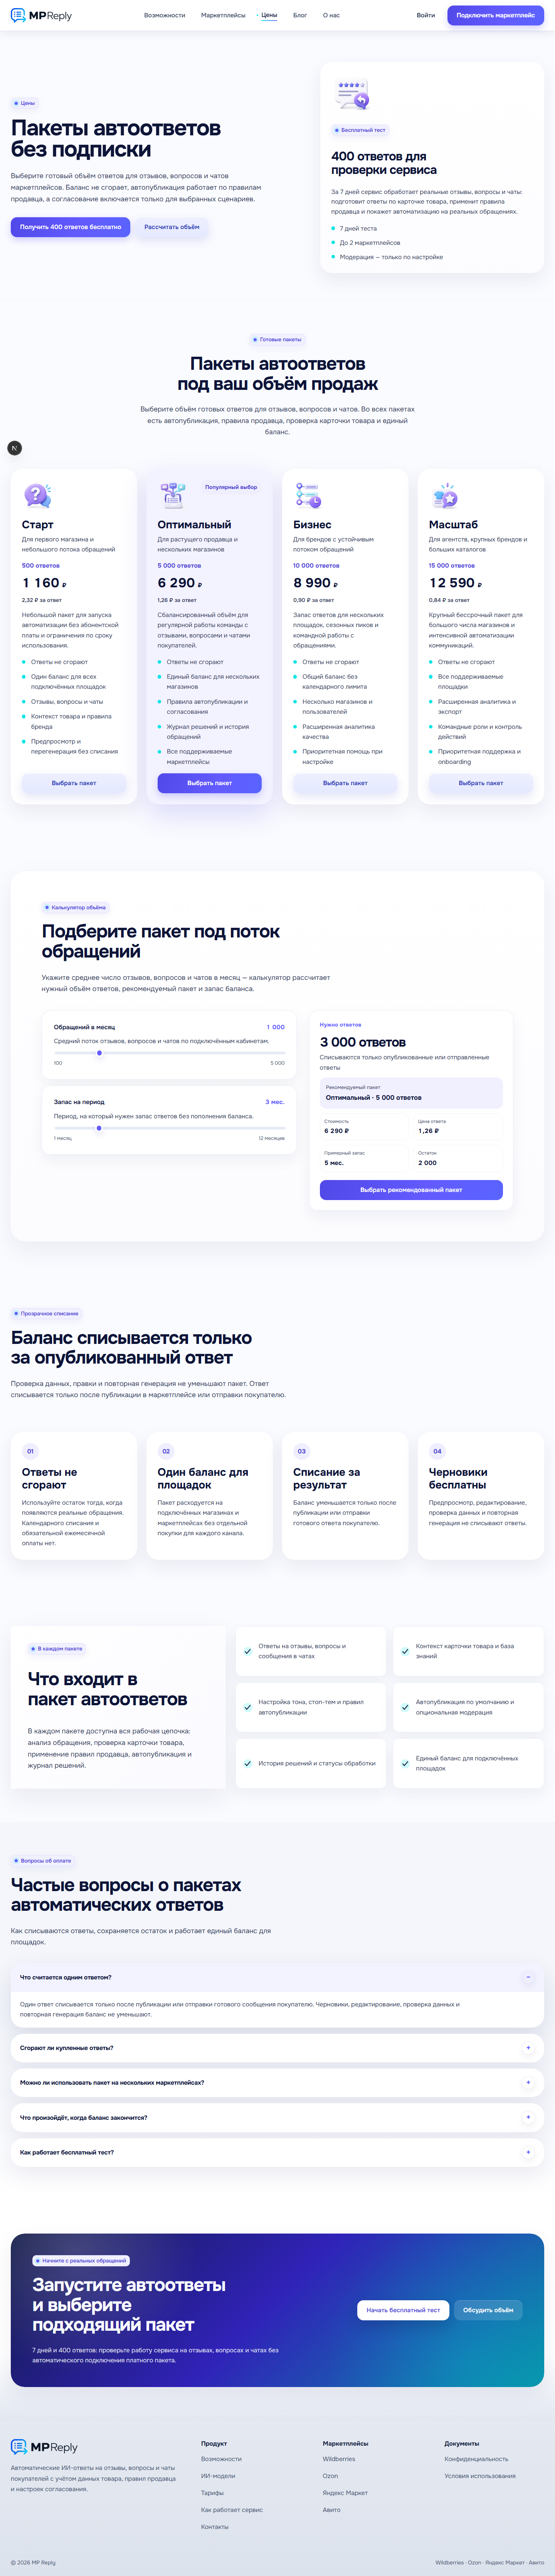 MPReply
Возможности
Маркетплейсы
Цены
Блог
О нас
Войти
Подключить маркетплейс
Цены
Пакеты автоответов
без подписки
Выберите готовый объём ответов для отзывов, вопросов и чатов
маркетплейсов. Баланс не сгорает, автопубликация работает по правилам
продавца, а согласование включается только для выбранных сценариев.
Получить 400 ответов бесплатно
Рассчитать объём
Бесплатный тест
400 ответов для
проверки сервиса
За 7 дней сервис обработает реальные отзывы, вопросы и чаты:
подготовит ответы по карточке товара, применит правила
продавца и покажет автоматизацию на реальных обращениях.
7 дней теста
До 2 маркетплейсов
Модерация — только по настройке
Готовые пакеты
Пакеты автоответов
под ваш объём продаж
Выберите объём готовых ответов для отзывов, вопросов и чатов. Во всех пакетах
есть автопубликация, правила продавца, проверка карточки товара и единый
баланс.
N
Старт
Для первого магазина и
небольшого потока обращений
500 ответов
1 160 ₽
2,32 ₽ за ответ
Небольшой пакет для запуска
автоматизации без абонентской
платы и ограничения по сроку
использования.
Ответы не сгорают
Один баланс для всех
подключённых площадок
Отзывы, вопросы и чаты
Контекст товара и правила
бренда
Предпросмотр и
перегенерация без списания
Выбрать пакет
Популярный выбор
Оптимальный
Для растущего продавца и
нескольких магазинов
5 000 ответов
6 290 ₽
1,26 ₽ за ответ
Сбалансированный объём для
регулярной работы команды с
отзывами, вопросами и чатами
покупателей.
Ответы не сгорают
Единый баланс для нескольких
магазинов
Правила автопубликации и
согласования
Журнал решений и история
обращений
Все поддерживаемые
маркетплейсы
Выбрать пакет
Бизнес
Для брендов с устойчивым
потоком обращений
10 000 ответов
8 990 ₽
0,90 ₽ за ответ
Запас ответов для нескольких
площадок, сезонных пиков и
командной работы с
обращениями.
Ответы не сгорают
Общий баланс без
календарного лимита
Несколько магазинов и
пользователей
Расширенная аналитика
качества
Приоритетная помощь при
настройке
Выбрать пакет
Масштаб
Для агентств, крупных брендов и
больших каталогов
15 000 ответов
12 590 ₽
0,84 ₽ за ответ
Крупный бессрочный пакет для
большого числа магазинов и
интенсивной автоматизации
коммуникаций.
Ответы не сгорают
Все поддерживаемые
площадки
Расширенная аналитика и
экспорт
Командные роли и контроль
действий
Приоритетная поддержка и
onboarding
Выбрать пакет
Калькулятор объёма
Подберите пакет под поток
обращений
Укажите среднее число отзывов, вопросов и чатов в месяц — калькулятор рассчитает
нужный объём ответов, рекомендуемый пакет и запас баланса.
Обращений в месяц
1 000
Средний поток отзывов, вопросов и чатов по подключённым кабинетам.
100
5 000
Запас на период
3 мес.
Период, на который нужен запас ответов без пополнения баланса.
1 месяц
12 месяцев
Нужно ответов
3 000 ответов
Списываются только опубликованные или отправленные
ответы
Рекомендуемый пакет
Оптимальный · 5 000 ответов
Стоимость
6 290 ₽
Цена ответа
1,26 ₽
Примерный запас
5 мес.
Остаток
2 000
Выбрать рекомендованный пакет
Прозрачное списание
Баланс списывается только
за опубликованный ответ
Проверка данных, правки и повторная генерация не уменьшают пакет. Ответ
списывается только после публикации в маркетплейсе или отправки покупателю.
01
Ответы не
сгорают
Используйте остаток тогда, когда
появляются реальные обращения.
Календарного списания и
обязательной ежемесячной
оплаты нет.
02
Один баланс для
площадок
Пакет расходуется на
подключённых магазинах и
маркетплейсах без отдельной
покупки для каждого канала.
03
Списание за
результат
Баланс уменьшается только после
публикации или отправки
готового ответа покупателю.
04
Черновики
бесплатны
Предпросмотр, редактирование,
проверка данных и повторная
генерация не списывают ответы.
В каждом пакете
Что входит в
пакет автоответов
В каждом пакете доступна вся рабочая цепочка:
анализ обращения, проверка карточки товара,
применение правил продавца, автопубликация и
журнал решений.
Ответы на отзывы, вопросы и
сообщения в чатах
Контекст карточки товара и база
знаний
Настройка тона, стоп-тем и правил
автопубликации
Автопубликация по умолчанию и
опциональная модерация
История решений и статусы обработки
Единый баланс для подключённых
площадок
Вопросы об оплате
Частые вопросы о пакетах
автоматических ответов
Как списываются ответы, сохраняется остаток и работает единый баланс для
площадок.
Что считается одним ответом?
−
Один ответ списывается только после публикации или отправки готового сообщения покупателю. Черновики, редактирование, проверка данных и
повторная генерация баланс не уменьшают.
Сгорают ли купленные ответы?
+
Можно ли использовать пакет на нескольких маркетплейсах?
+
Что произойдёт, когда баланс закончится?
+
Как работает бесплатный тест?
+
Начните с реальных обращений
Запустите автоответы
и выберите
подходящий пакет
7 дней и 400 ответов: проверьте работу сервиса на отзывах, вопросах и чатах без
автоматического подключения платного пакета.
Начать бесплатный тест
Обсудить объём
MPReply
Автоматические ИИ-ответы на отзывы, вопросы и чаты
покупателей с учётом данных товара, правил продавца
и настроек согласования.
Продукт
Возможности
ИИ-модели
Тарифы
Как работает сервис
Контакты
Маркетплейсы
Wildberries
Ozon
Яндекс Маркет
Авито
Документы
Конфиденциальность
Условия использования
© 2026 MP Reply
Wildberries · Ozon · Яндекс Маркет · Авито